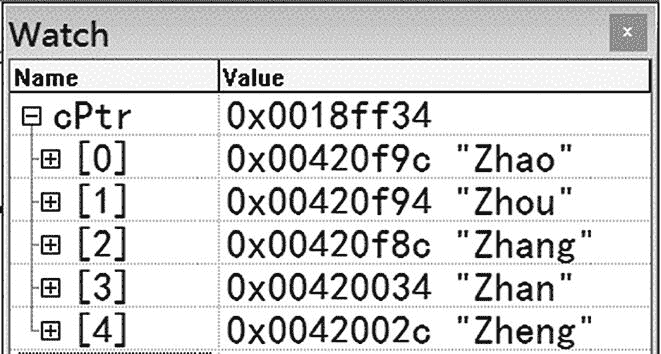 Watch x
Name Value
cPtr 0x0018ff34
[0] 0x00420f9c "Zhao"
[1] 0x00420f94 "Zhou"
[2] 0x00420f8c "Zhang"
[3] 0x00420034 "Zhan"
[4] 0x0042002c "Zheng"